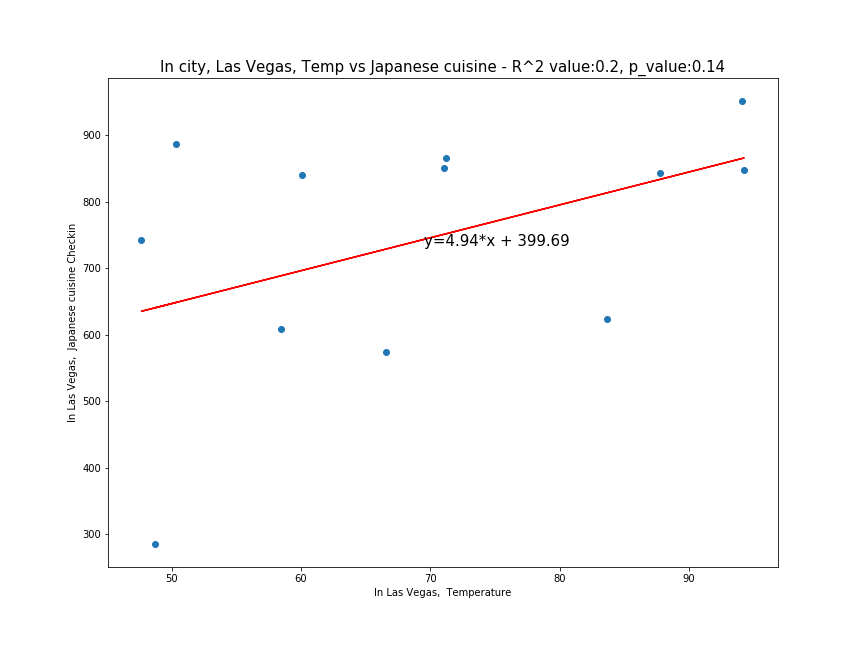 In city, Las Vegas, Temp vs Japanese cuisine - R^2 value:0.2, p_value:0.14
900
800
700
600
500
400
300
In Las Vegas,  Japanese cuisine Checkin
y=4.94*x + 399.69
50 60 70 80 90
In Las Vegas,  Temperature